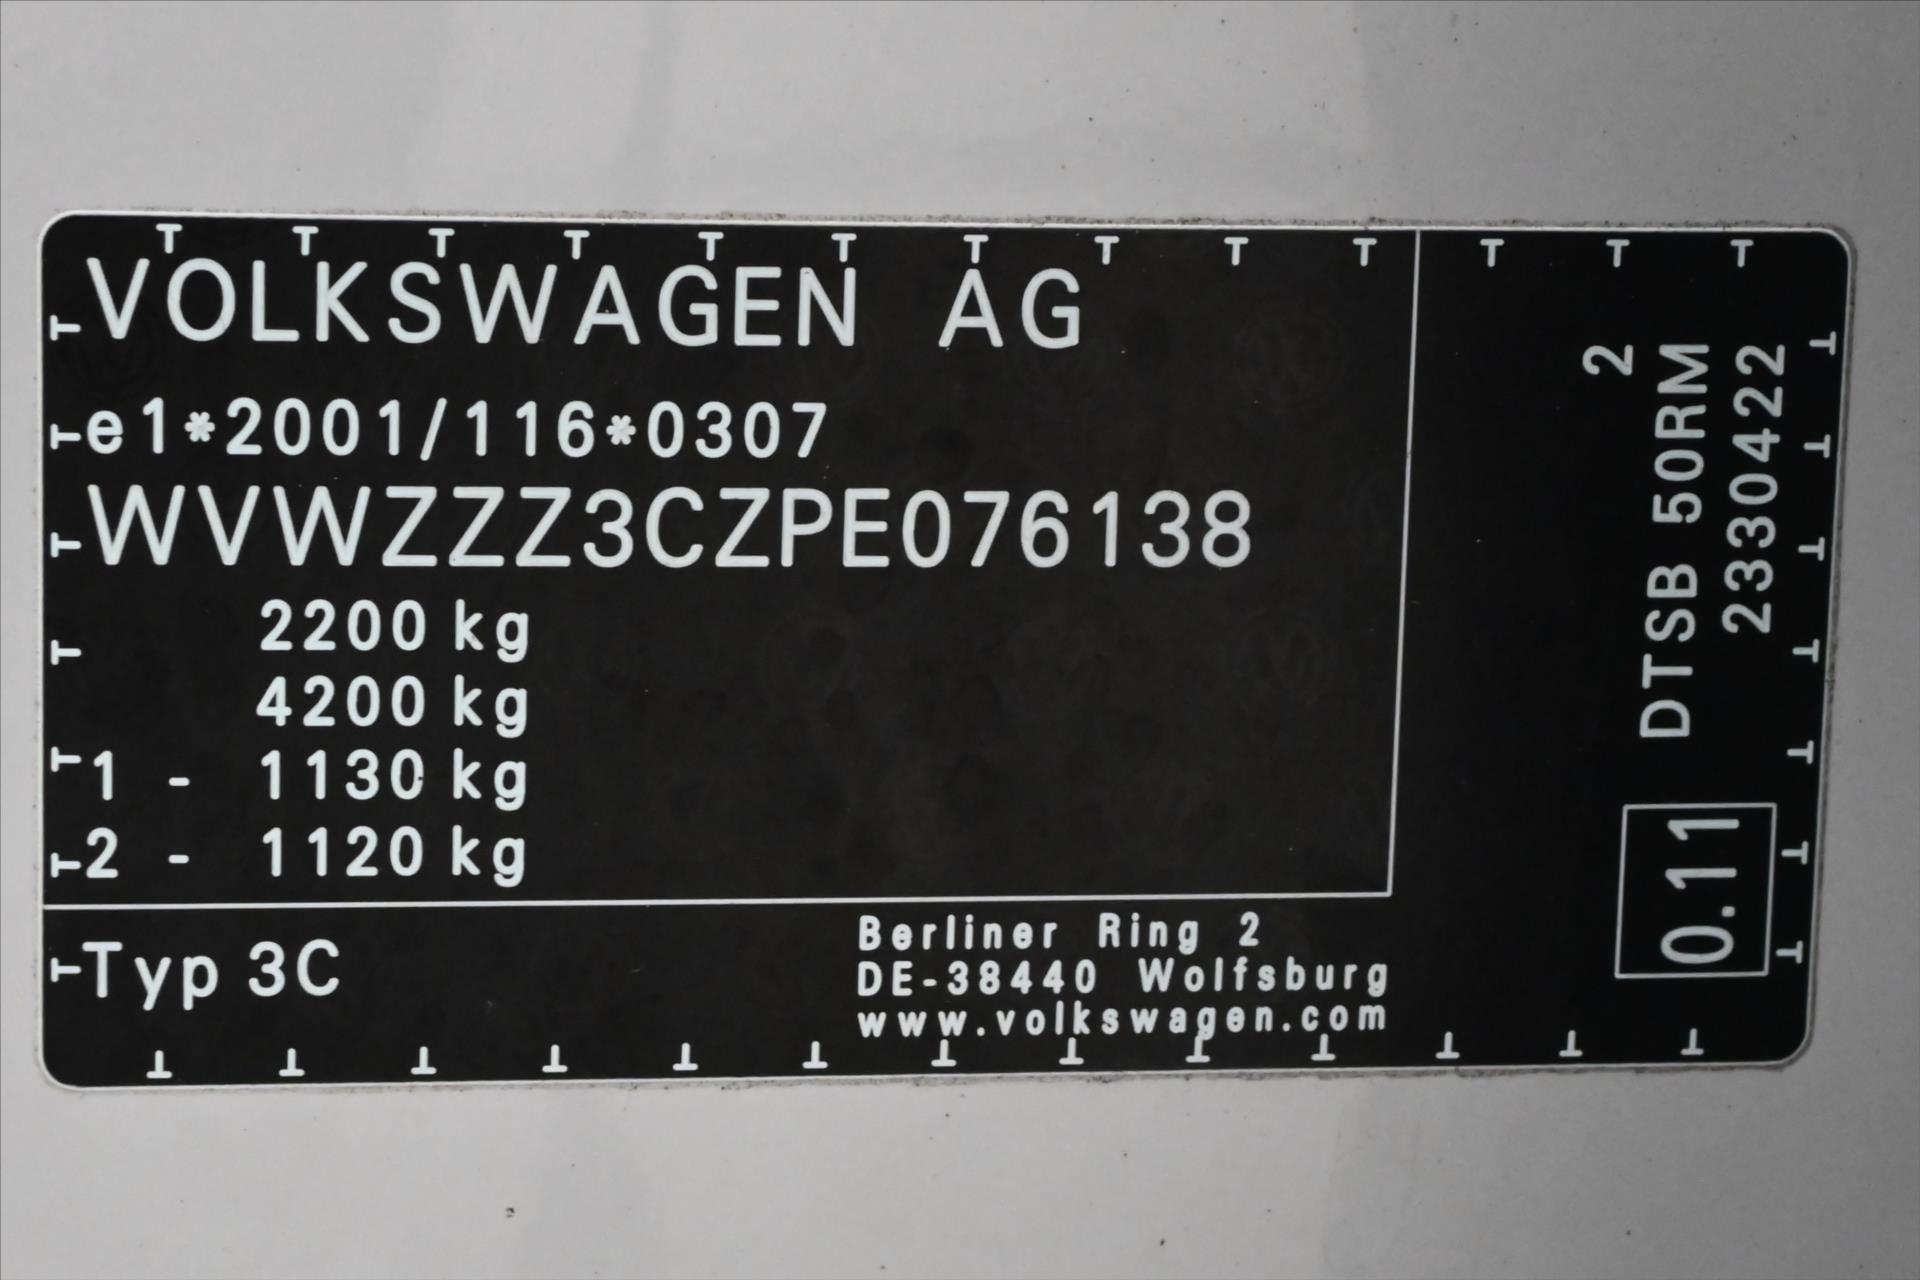 VOLKSWAGEN AG
e1*2001/116*0307
WVWZZZ3CZPE076138
2200 kg
4200 kg
1 - 1130 kg
2 - 1120 kg
Typ 3C
Berliner Ring 2
DE-38440 Wolfsburg
www.volkswagen.com
2
DTSB 50RM
2330422
0.11